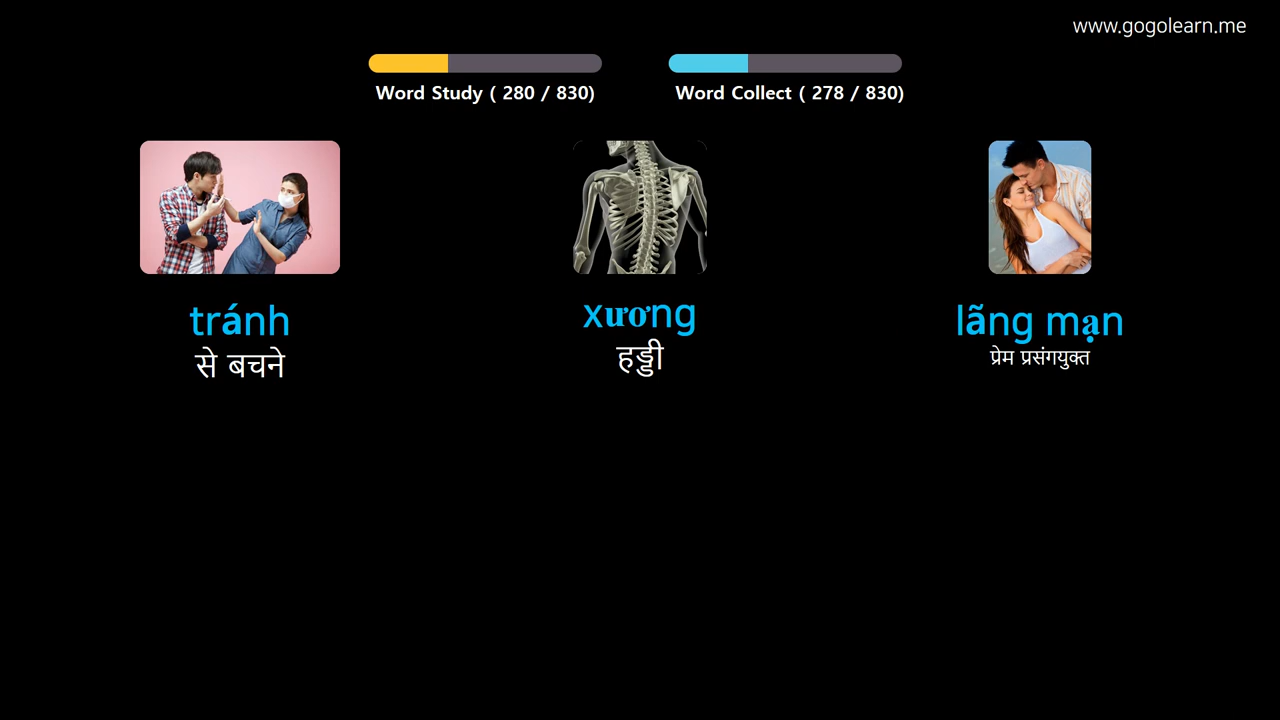 www.gogolearn.me
Word Study ( 280 / 830)
Word Collect ( 278 / 830)
tránh
से बचने
xương
हड्डी
lãng mạn
प्रेम प्रसंगयुक्त